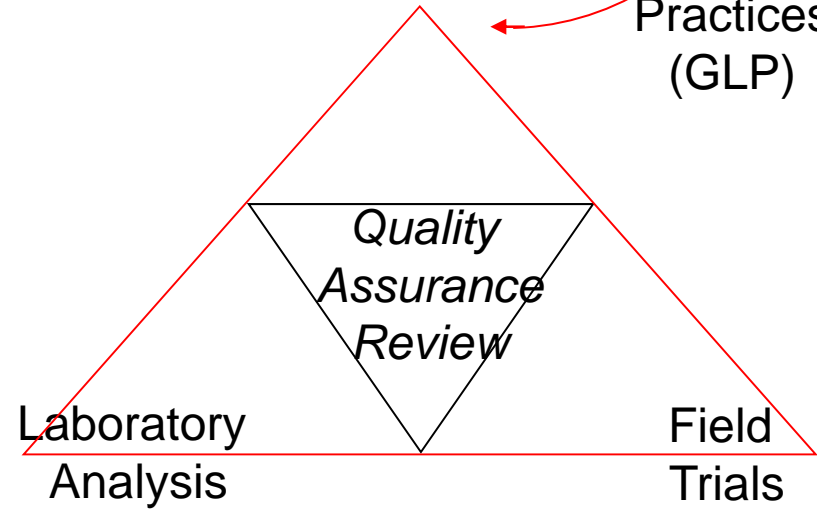 Practices
(GLP)
Quality
Assurance
Review
Laboratory
Analysis
Field
Trials